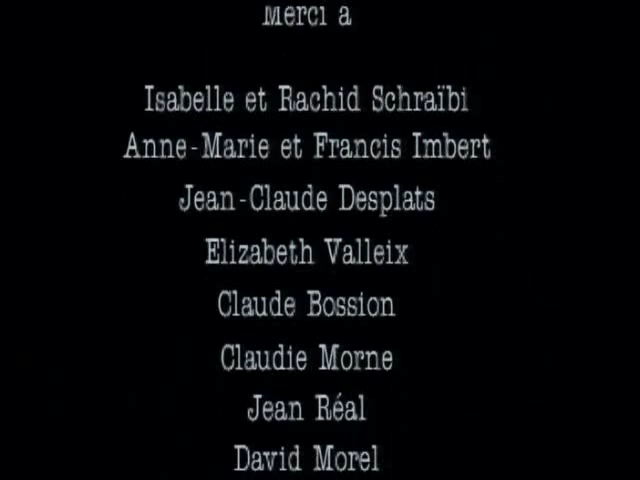 Merci à
Isabelle et Rachid Schraïbi
Anne-Marie et Francis Imbert
Jean-Claude Desplats
Elizabeth Valleix
Claude Bossion
Claudie Morne
Jean Réal
David Morel